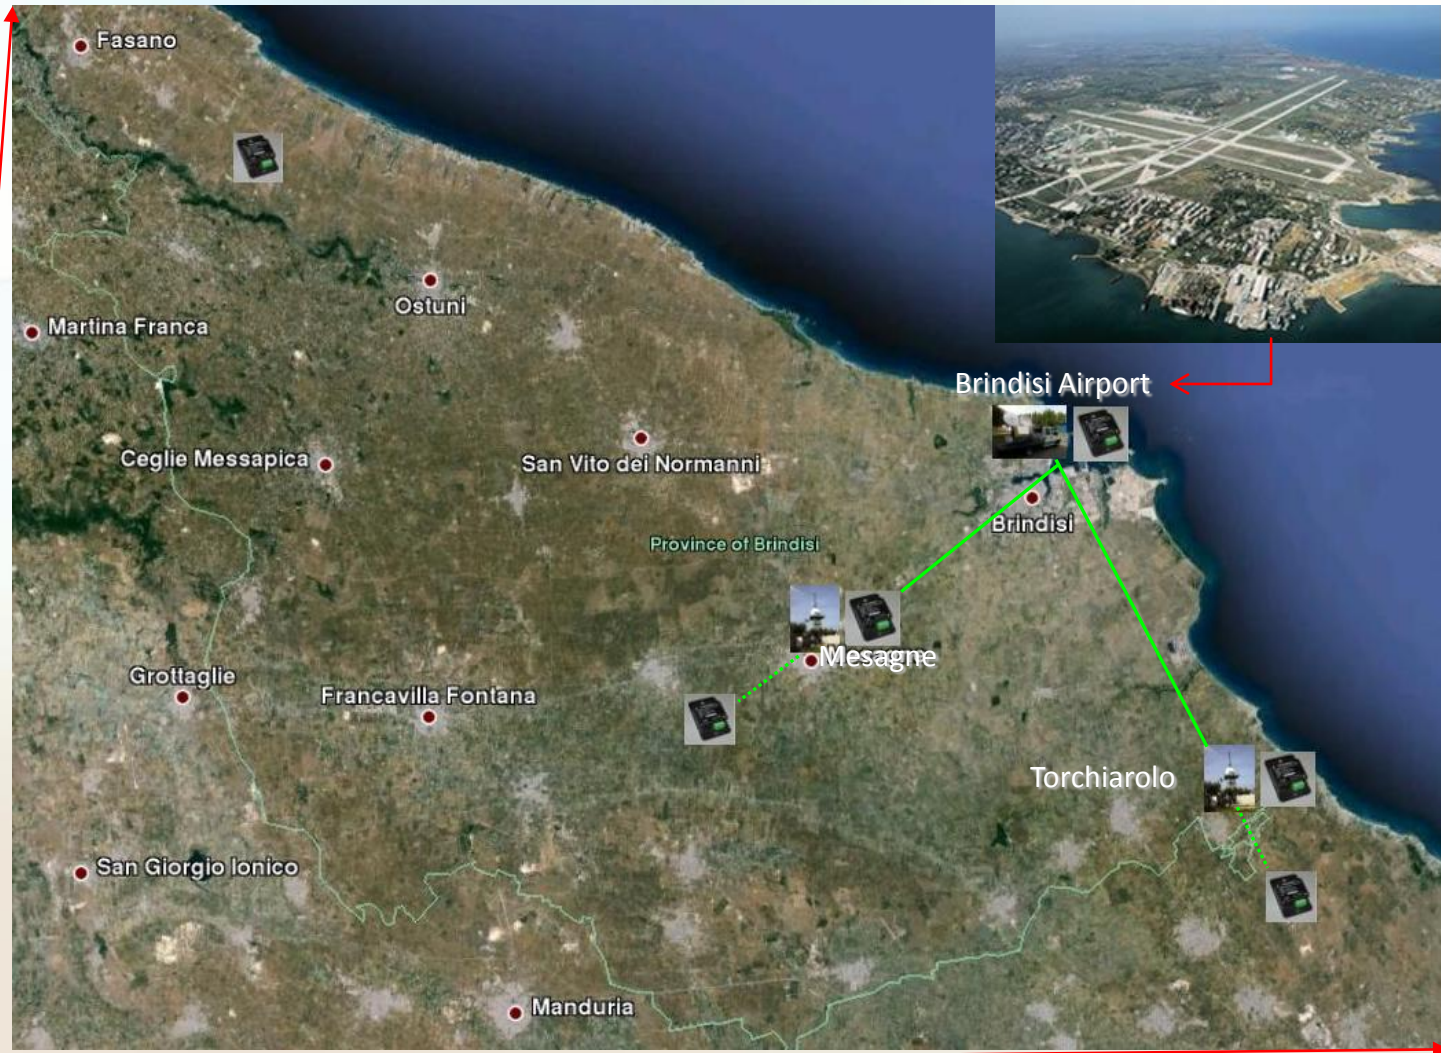 Fasano
Ostuni
Martina Franca
Brindisi Airport
Ceglie Messapica
San Vito dei Normanni
Brindisi
Province of Brindisi
Mesagne
Grottaglie
Francavilla Fontana
Torchiarolo
San Giorgio Ionico
Manduria